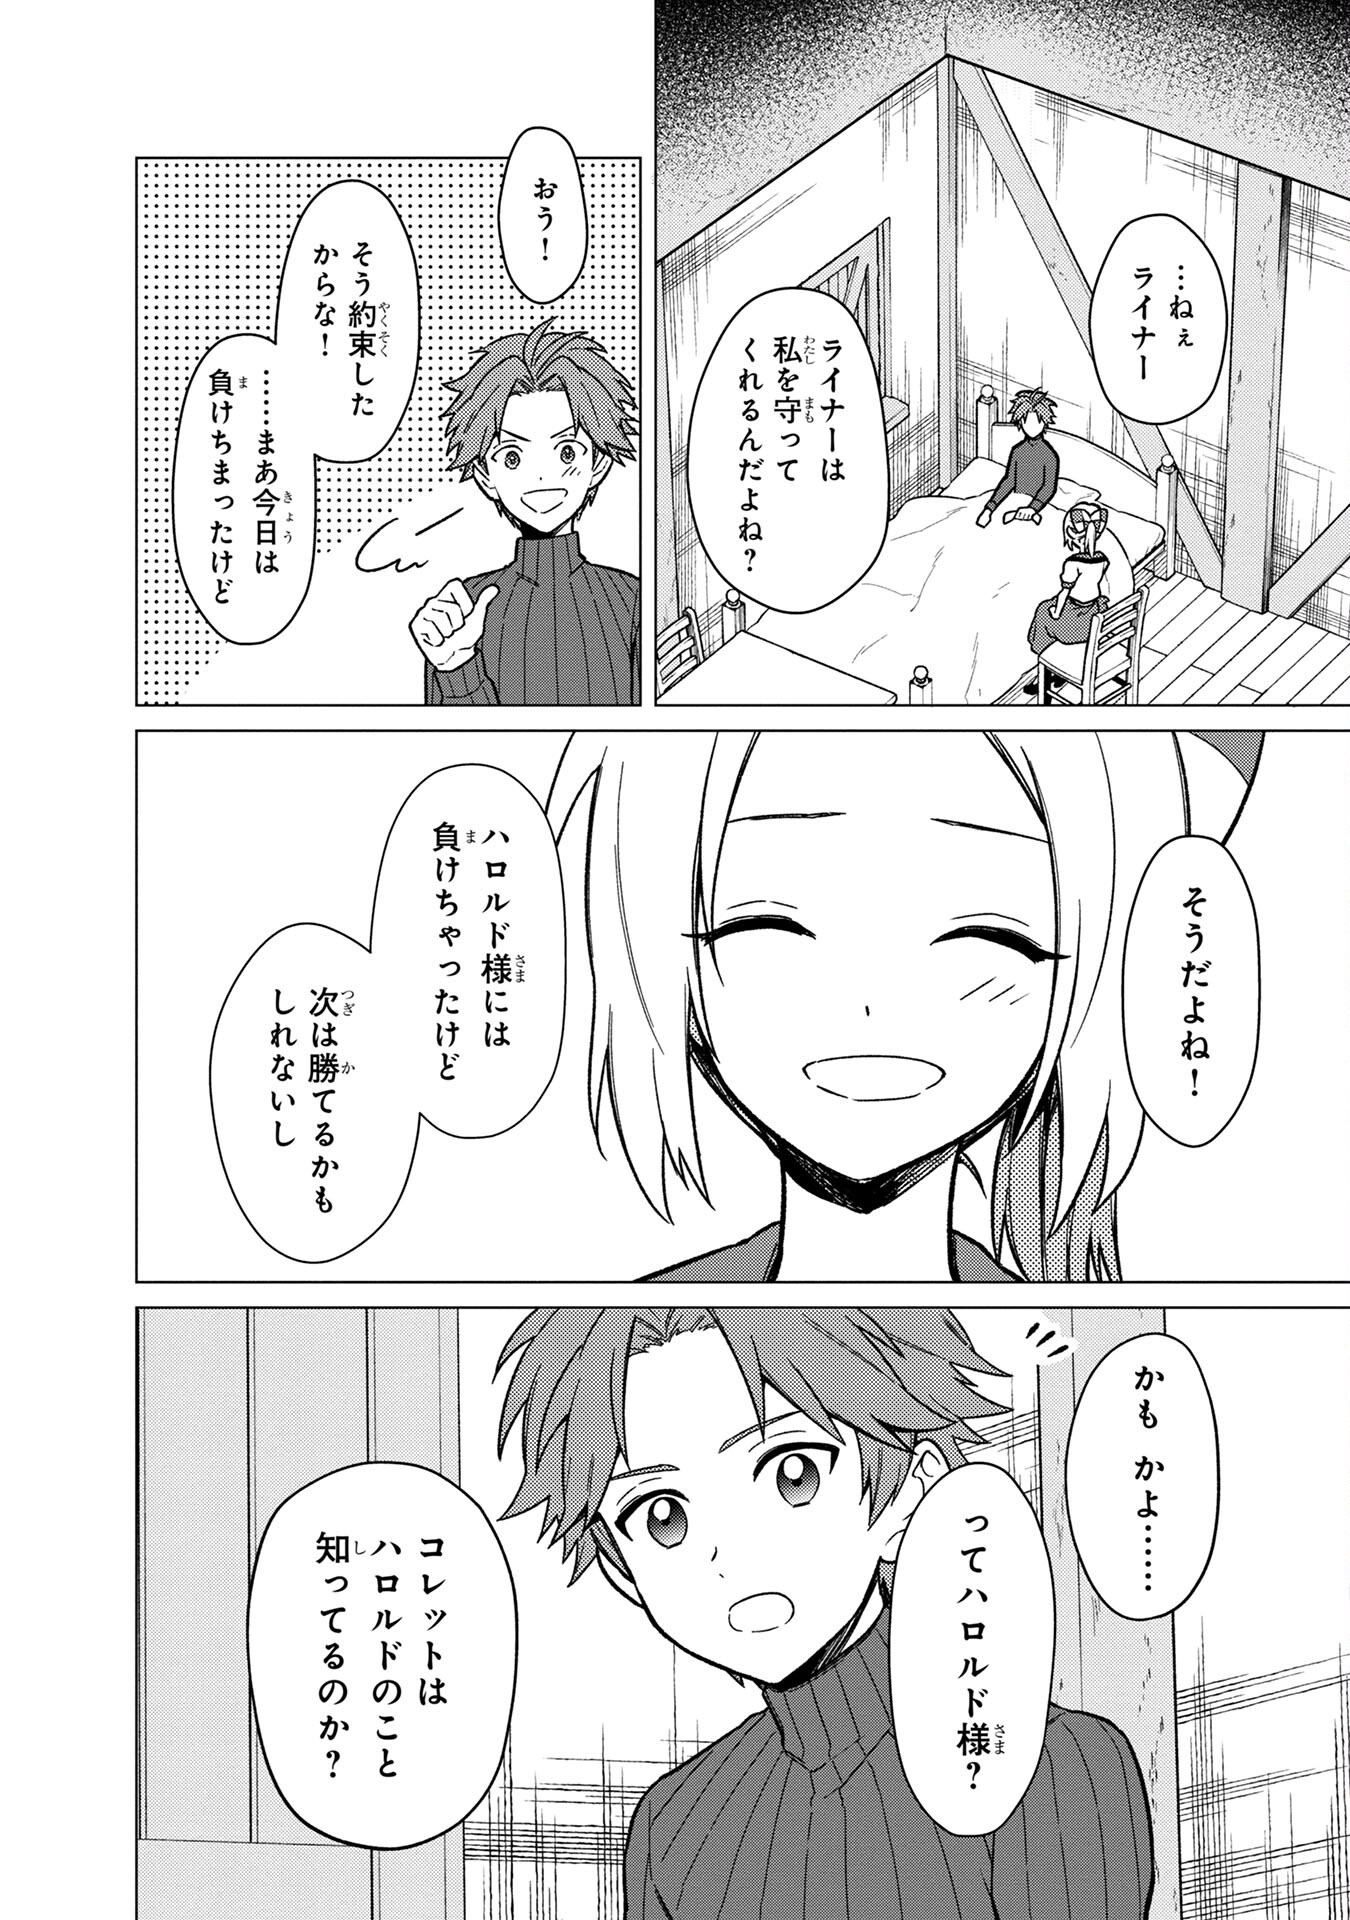 …ねぇ
ライナー
ライナーは
私を守って
くれるんだよね？
おう！
そう約束した
からな！
……まあ今日は
負けちまったけど
そうだよね！
ハロルド様には
負けちゃったけど
次は勝てるかも
しれないし
かも かよ……
ってハロルド様？
コレットは
ハロルドのこと
知ってるのか？